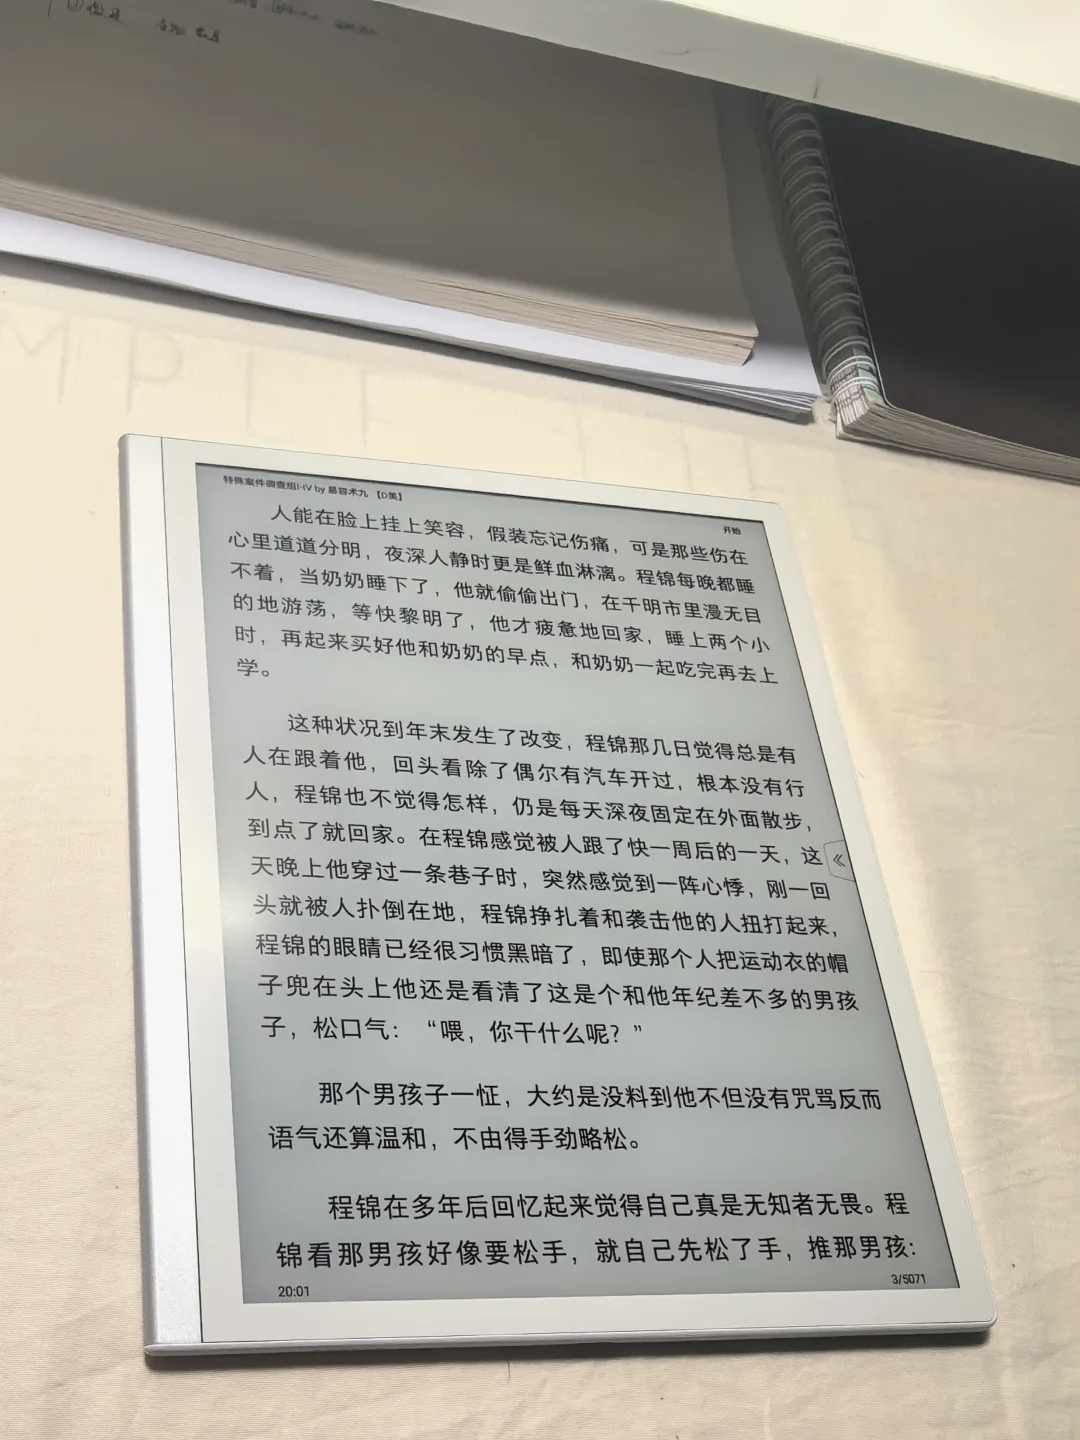 特殊案件调查组I-IV by 易容术九 【D美】
开始
人能在脸上挂上笑容，假装忘记伤痛，可是那些伤在
心里道道分明，夜深人静时更是鲜血淋漓。程锦每晚都睡
不着，当奶奶睡下了，他就偷偷出门，在千明市里漫无目
的地游荡，等快黎明了，他才疲惫地回家，睡上两个小
时，再起来买好他和奶奶的早点，和奶奶一起吃完再去上
学。
这种状况到年末发生了改变，程锦那几日觉得总是有
人在跟着他，回头看除了偶尔有汽车开过，根本没有行
人，程锦也不觉得怎样，仍是每天深夜固定在外面散步，
到点了就回家。在程锦感觉被人跟了快一周后的一天，这
天晚上他穿过一条巷子时，突然感觉到一阵心悸，刚一回
头就被人扑倒在地，程锦挣扎着和袭击他的人扭打起来，
程锦的眼睛已经很习惯黑暗了，即使那个人把运动衣的帽
子兜在头上他还是看清了这是个和他年纪差不多的男孩
子，松口气：“喂，你干什么呢？”
那个男孩子一怔，大约是没料到他不但没有咒骂反而
语气还算温和，不由得手劲略松。
程锦在多年后回忆起来觉得自己真是无知者无畏。程
锦看那男孩好像要松手，就自己先松了手，推那男孩：
20:01
3/5071